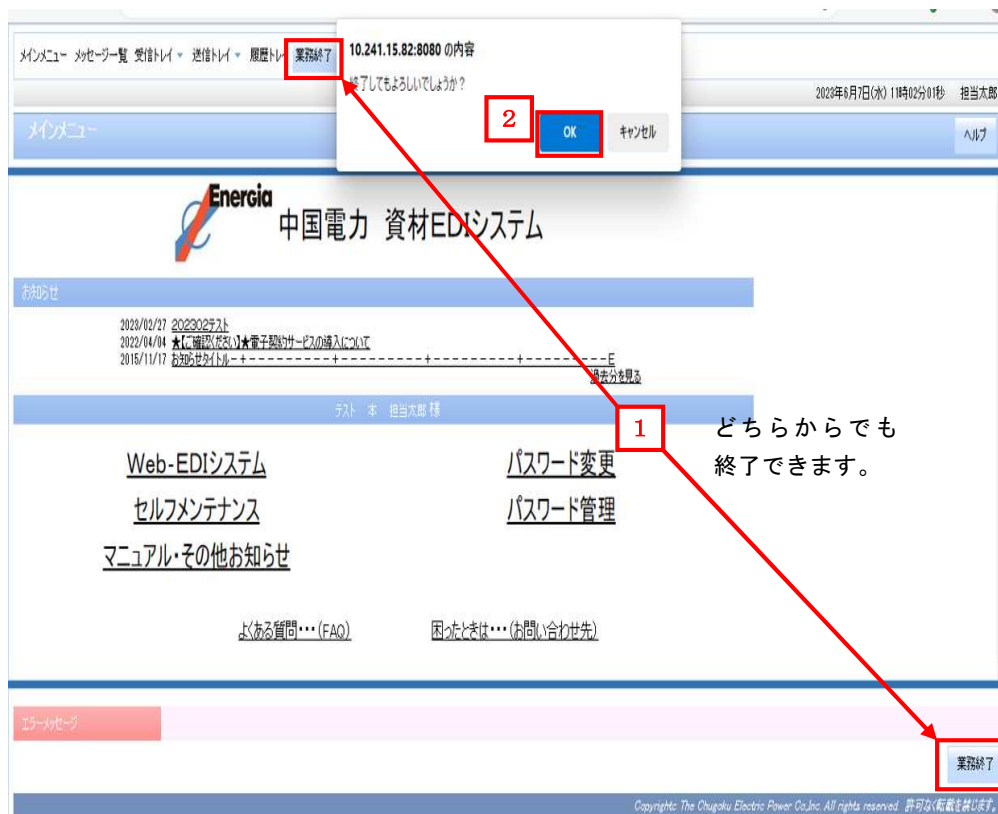 メインメニュー メッセージ一覧 受信トレイ 送信トレイ 履歴トレ 業務終了
10.241.15.82:8080 の内容
終了してもよろしいでしょうか?
2
OK キャンセル
2023年6月7日(水) 11時02分01秒 担当太郎
メインメニュー
ヘルプ
Energia
中国電力 資材EDIシステム
お知らせ
2023/02/27 202302テスト
2022/04/04 ★【ご確認ください】★電子契約サービスの導入について
2015/11/17 お知らせタイトル-+---------+---------+---------+---------E
過去分を見る
テスト 本 担当太郎 様
1
どちらからでも
終了できます。
Web-EDIシステム パスワード変更
セルフメンテナンス パスワード管理
マニュアル・その他お知らせ
よくある質問・・・(FAQ) 困ったときは・・・(お問い合わせ先)
エラーメッセージ
業務終了
Copyrightc The Chugoku Electric Power Co.,Inc. All rights reserved. 許可なく転載を禁じます。